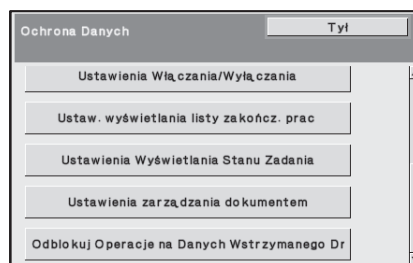 Ochrona Danych
Tył
Ustawienia Włączania/Wyłączania
Ustaw. wyświetlania listy zakończ. prac
Ustawienia Wyświetlania Stanu Zadania
Ustawienia zarządzania dokumentem
Odblokuj Operacje na Danych Wstrzymanego Dr